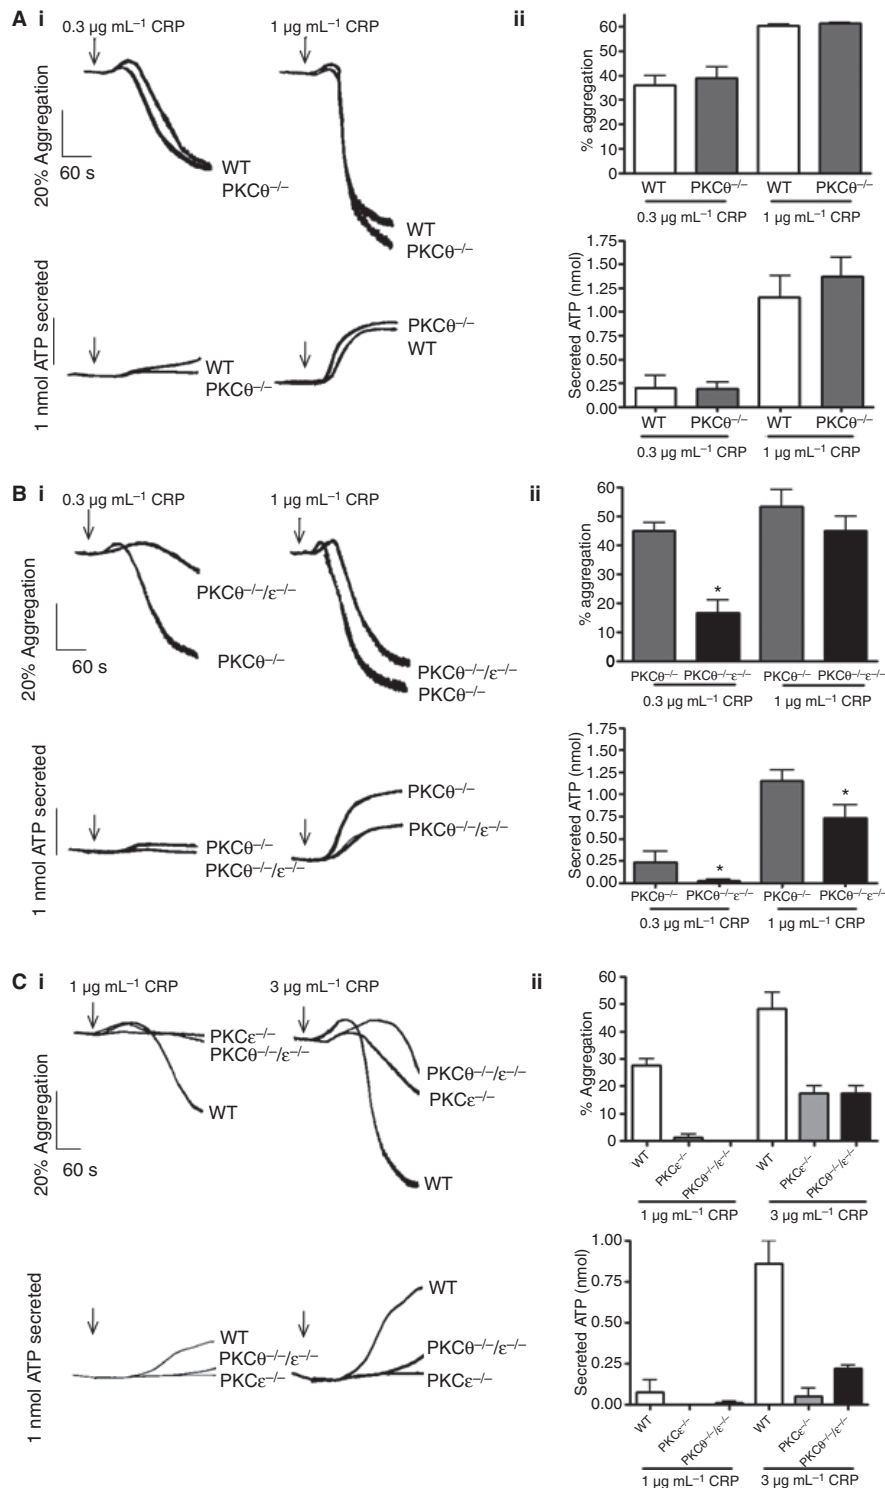 A i
0.3 µg mL–1 CRP
1 µg mL–1 CRP
20% Aggregation
60 s
WT
PKCθ–/–
WT
PKCθ–/–
1 nmol ATP secreted
WT
PKCθ–/–
PKCθ–/–
WT
ii
% aggregation
60
50
40
30
20
10
0
WT PKCθ–/– WT PKCθ–/–
0.3 µg mL–1 CRP 1 µg mL–1 CRP
Secreted ATP (nmol)
1.75
1.50
1.25
1.00
0.75
0.50
0.25
0.00
WT PKCθ–/– WT PKCθ–/–
0.3 µg mL–1 CRP 1 µg mL–1 CRP
B i
0.3 µg mL–1 CRP
1 µg mL–1 CRP
20% Aggregation
60 s
PKCθ–/–/ε–/–
PKCθ–/–
PKCθ–/–/ε–/–
PKCθ–/–
1 nmol ATP secreted
PKCθ–/–
PKCθ–/–/ε–/–
PKCθ–/–
PKCθ–/–/ε–/–
ii
% aggregation
60
50
40
30
20
10
0
*
PKCθ–/– PKCθ–/–ε–/– PKCθ–/– PKCθ–/–ε–/–
0.3 µg mL–1 CRP 1 µg mL–1 CRP
Secreted ATP (nmol)
1.75
1.50
1.25
1.00
0.75
0.50
0.25
0.00
*
*
PKCθ–/– PKCθ–/–ε–/– PKCθ–/– PKCθ–/–ε–/–
0.3 µg mL–1 CRP 1 µg mL–1 CRP
C i
1 µg mL–1 CRP
3 µg mL–1 CRP
20% Aggregation
60 s
PKCε–/–
PKCθ–/–/ε–/–
WT
PKCθ–/–/ε–/–
PKCε–/–
WT
1 nmol ATP secreted
WT
PKCθ–/–/ε–/–
PKCε–/–
WT
PKCθ–/–/ε–/–
PKCε–/–
ii
% Aggregation
60
50
40
30
20
10
0
WT PKCε–/– PKCθ–/–/ε–/– WT PKCε–/– PKCθ–/–/ε–/–
1 µg mL–1 CRP 3 µg mL–1 CRP
Secreted ATP (nmol)
1.00
0.75
0.25
0.00
WT PKCε–/– PKCθ–/–/ε–/– WT PKCε–/– PKCθ–/–/ε–/–
1 µg mL–1 CRP 3 µg mL–1 CRP